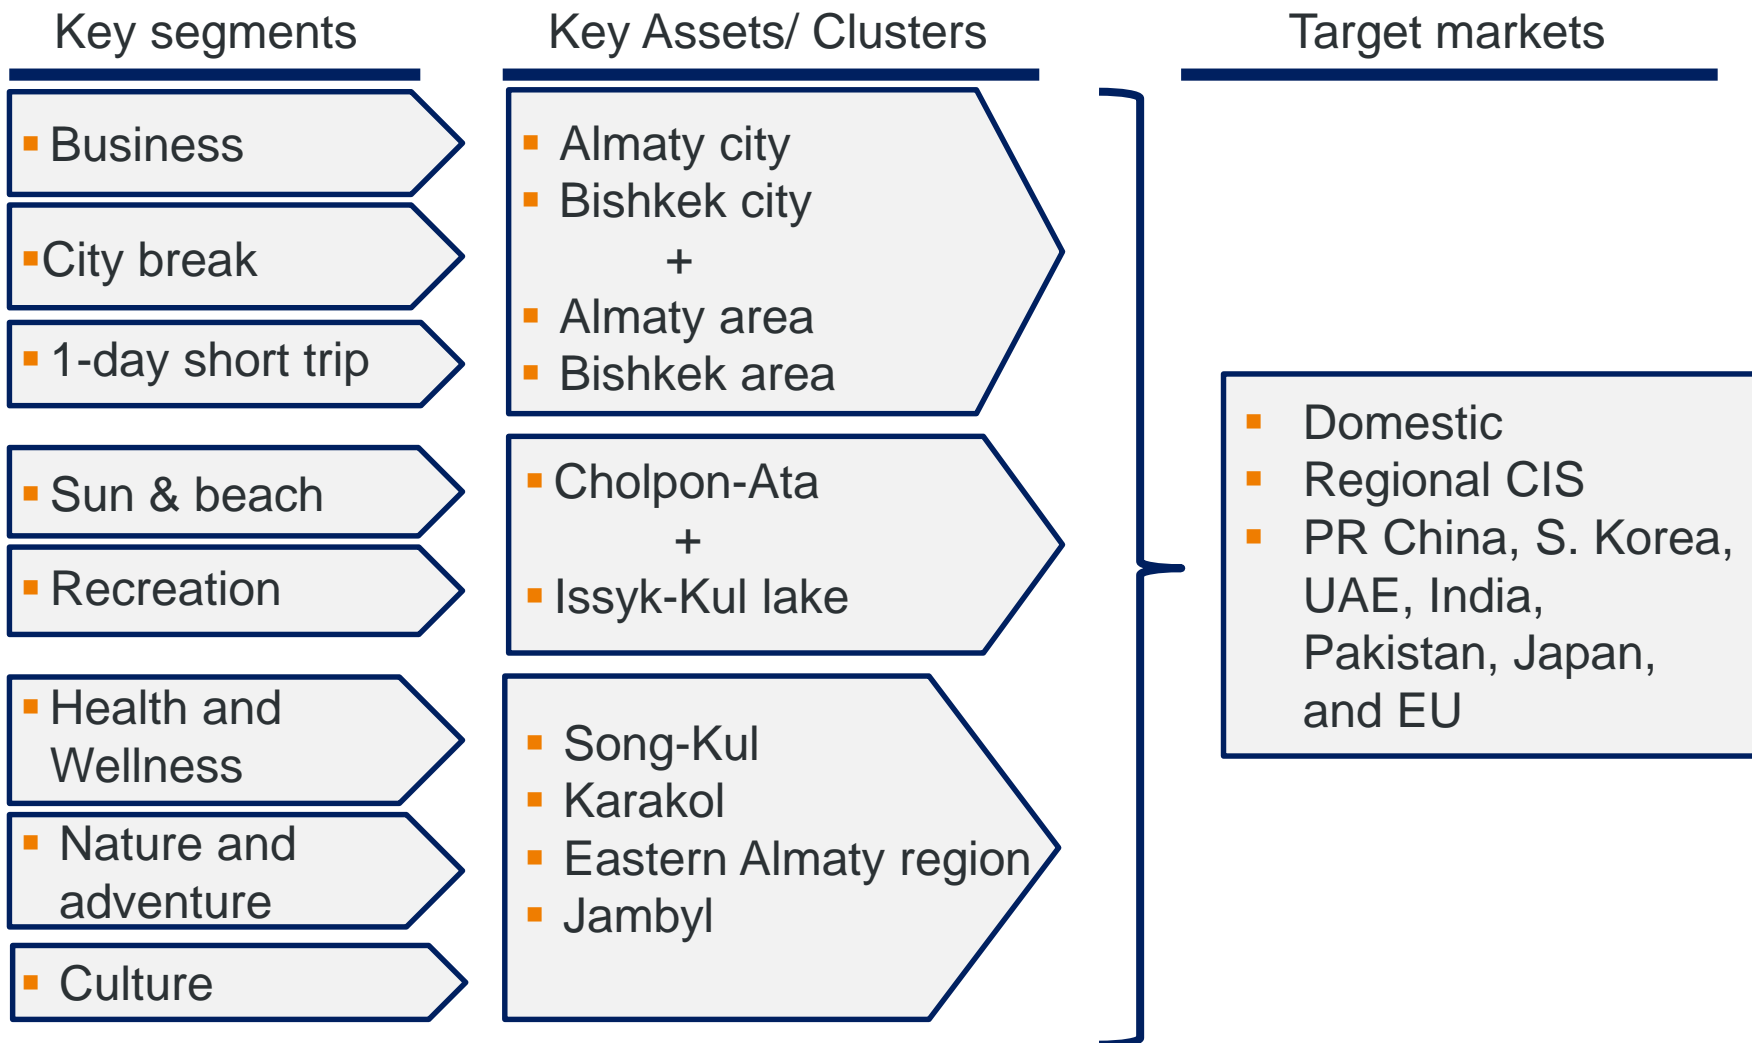 Key segments
Key Assets/ Clusters
Target markets
▪ Business
▪ City break
▪ 1-day short trip
▪ Sun & beach
▪ Recreation
▪ Health and
Wellness
▪ Nature and
adventure
▪ Culture
▪ Almaty city
▪ Bishkek city
+
▪ Almaty area
▪ Bishkek area
▪ Cholpon-Ata
+
▪ Issyk-Kul lake
▪ Song-Kul
▪ Karakol
▪ Eastern Almaty region
▪ Jambyl
▪ Domestic
▪ Regional CIS
▪ PR China, S. Korea,
UAE, India,
Pakistan, Japan,
and EU